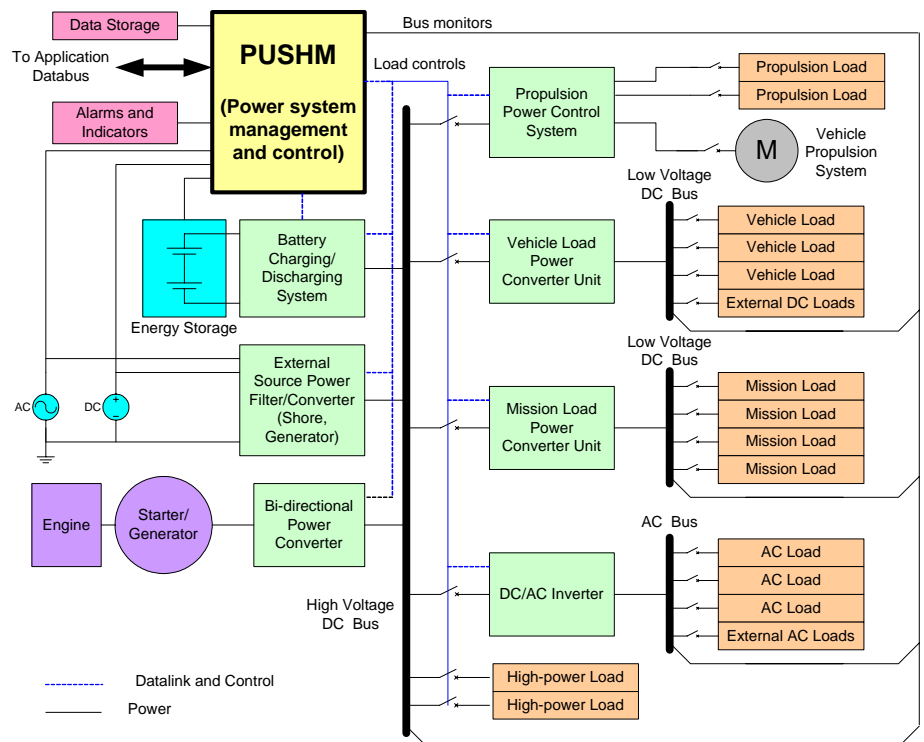 Data Storage
To Application
Databus
Alarms and
Indicators
PUSHM
(Power system
management
and control)
Bus monitors
Load controls
Propulsion
Power Control
System
Propulsion Load
Propulsion Load
M
Vehicle
Propulsion
System
Battery
Charging/
Discharging
System
Energy Storage
Vehicle Load
Power
Converter Unit
Low Voltage
DC Bus
Vehicle Load
Vehicle Load
Vehicle Load
External DC Loads
AC
DC
External
Source Power
Filter/Converter
(Shore,
Generator)
Mission Load
Power
Converter Unit
Low Voltage
DC Bus
Mission Load
Mission Load
Mission Load
Mission Load
Engine
Starter/
Generator
Bi-directional
Power
Converter
High Voltage
DC Bus
DC/AC Inverter
AC Bus
AC Load
AC Load
AC Load
External AC Loads
High-power Load
High-power Load
Datalink and Control
Power